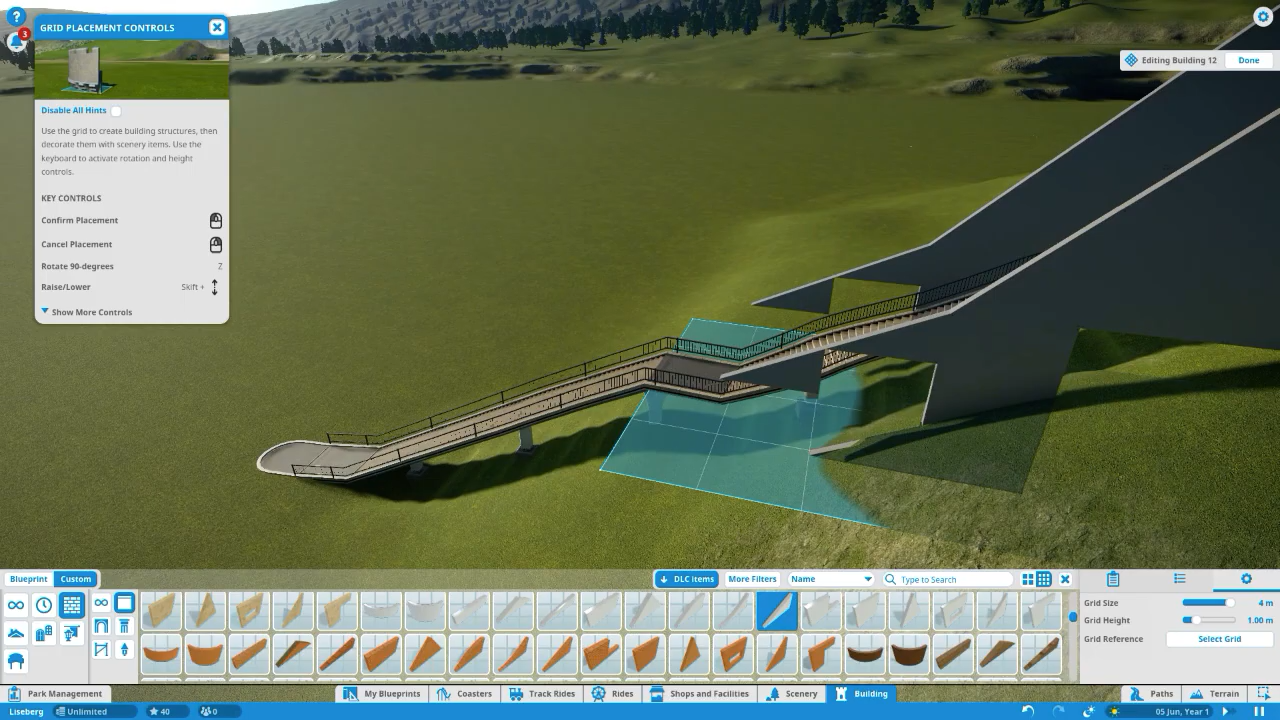 ?
3
GRID PLACEMENT CONTROLS
Disable All Hints
Use the grid to create building structures, then
decorate them with scenery items. Use the
keyboard to activate rotation and height
controls.
KEY CONTROLS
Confirm Placement
Cancel Placement
Rotate 90-degrees Z
Raise/Lower Skift +
Show More Controls
Editing Building 12 Done
Blueprint Custom
DLC items More Filters Name Type to Search
Grid Size 4 m
Grid Height 1.00 m
Grid Reference Select Grid
Park Management My Blueprints Coasters Track Rides Rides Shops and Facilities Scenery Building Paths Terrain
Liseberg Unlimited 40 0 05 Jun, Year 1